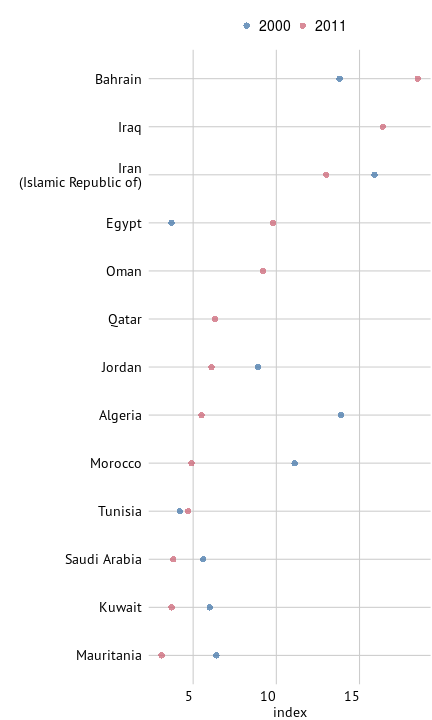 2000 2011
Bahrain
Iraq
Iran
(Islamic Republic of)
Egypt
Oman
Qatar
Jordan
Algeria
Morocco
Tunisia
Saudi Arabia
Kuwait
Mauritania
5 10 15
index